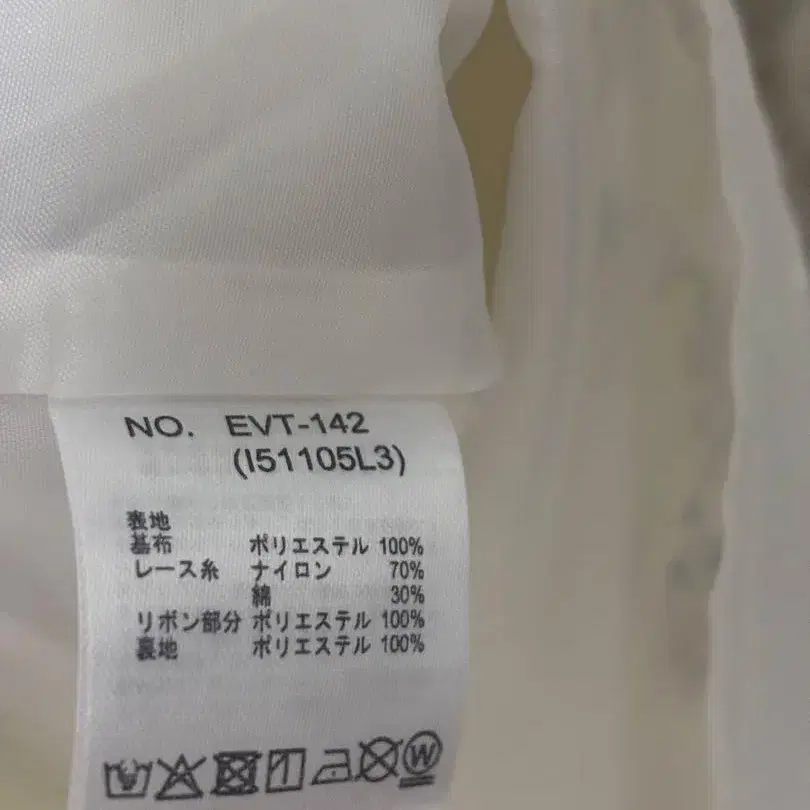 NO. EVT-142
(I51105L3)
表地
基布 ポリエステル 100%
レース糸 ナイロン 70%
綿 30%
リボン部分 ポリエステル 100%
裏地 ポリエステル 100%
W